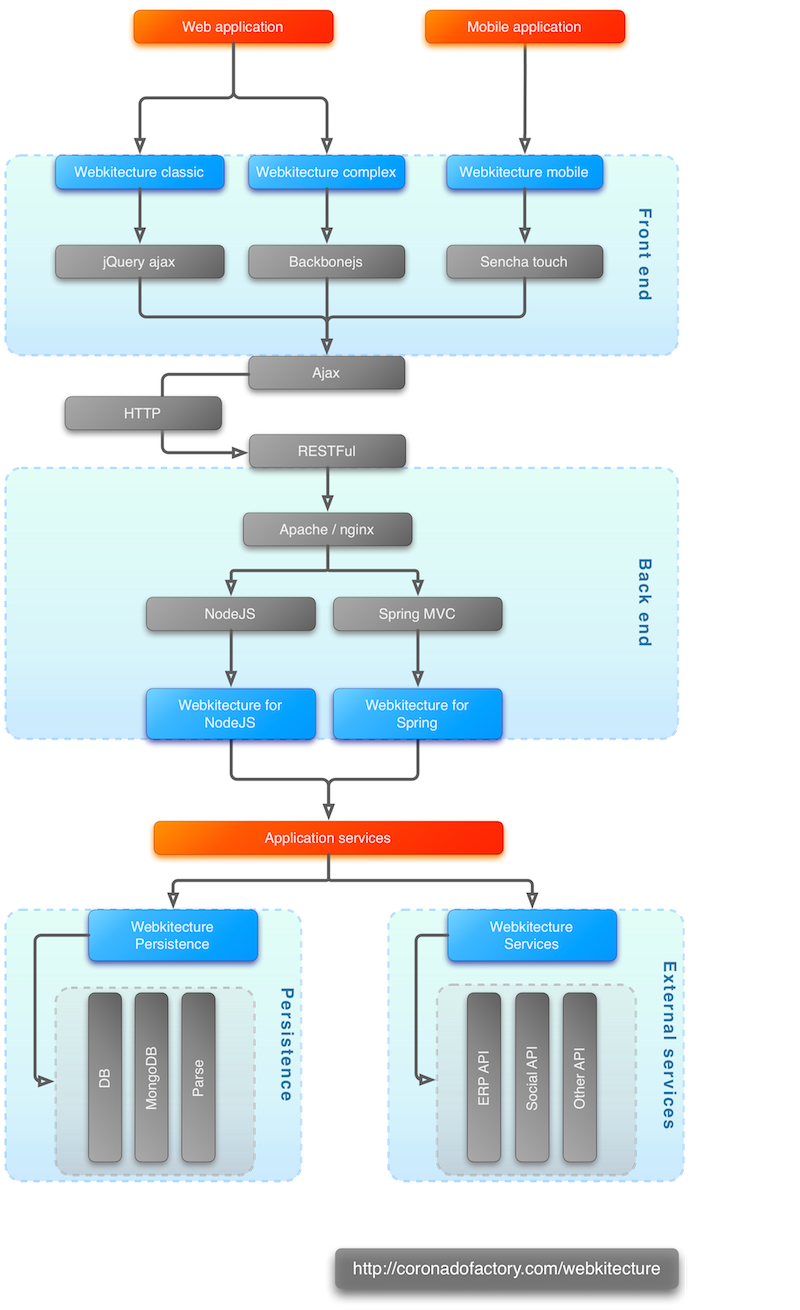 Web application
Mobile application
Webkitecture classic
Webkitecture complex
Webkitecture mobile
Front end
jQuery ajax
Backbonejs
Sencha touch
Ajax
HTTP
RESTFul
Apache / nginx
Back end
NodeJS
Spring MVC
Webkitecture for
NodeJS
Webkitecture for
Spring
Application services
Webkitecture
Persistence
Webkitecture
Services
DB
MongoDB
Parse
Persistence
ERP API
Social API
Other API
External services
http://coronadofactory.com/webkitecture